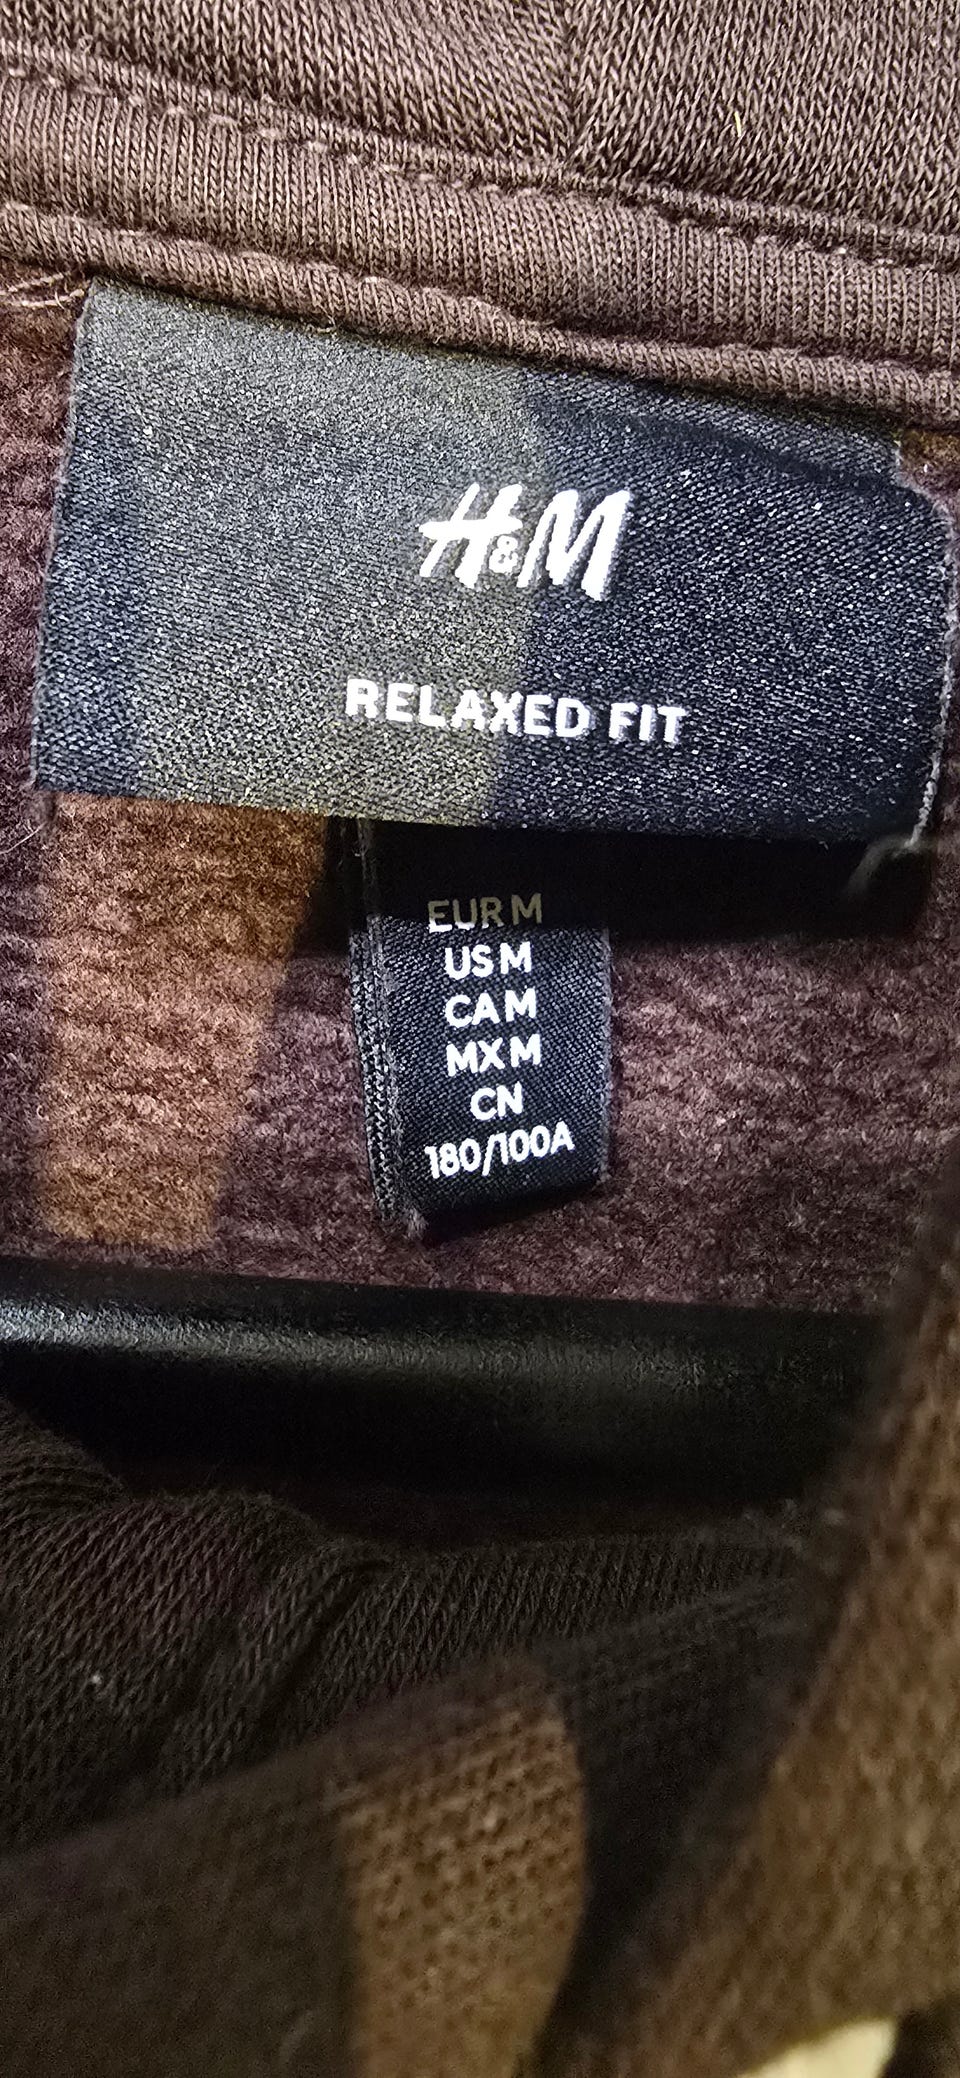 H&M
RELAXED FIT
EUR M
US M
CA M
MX M
CN
180/100A